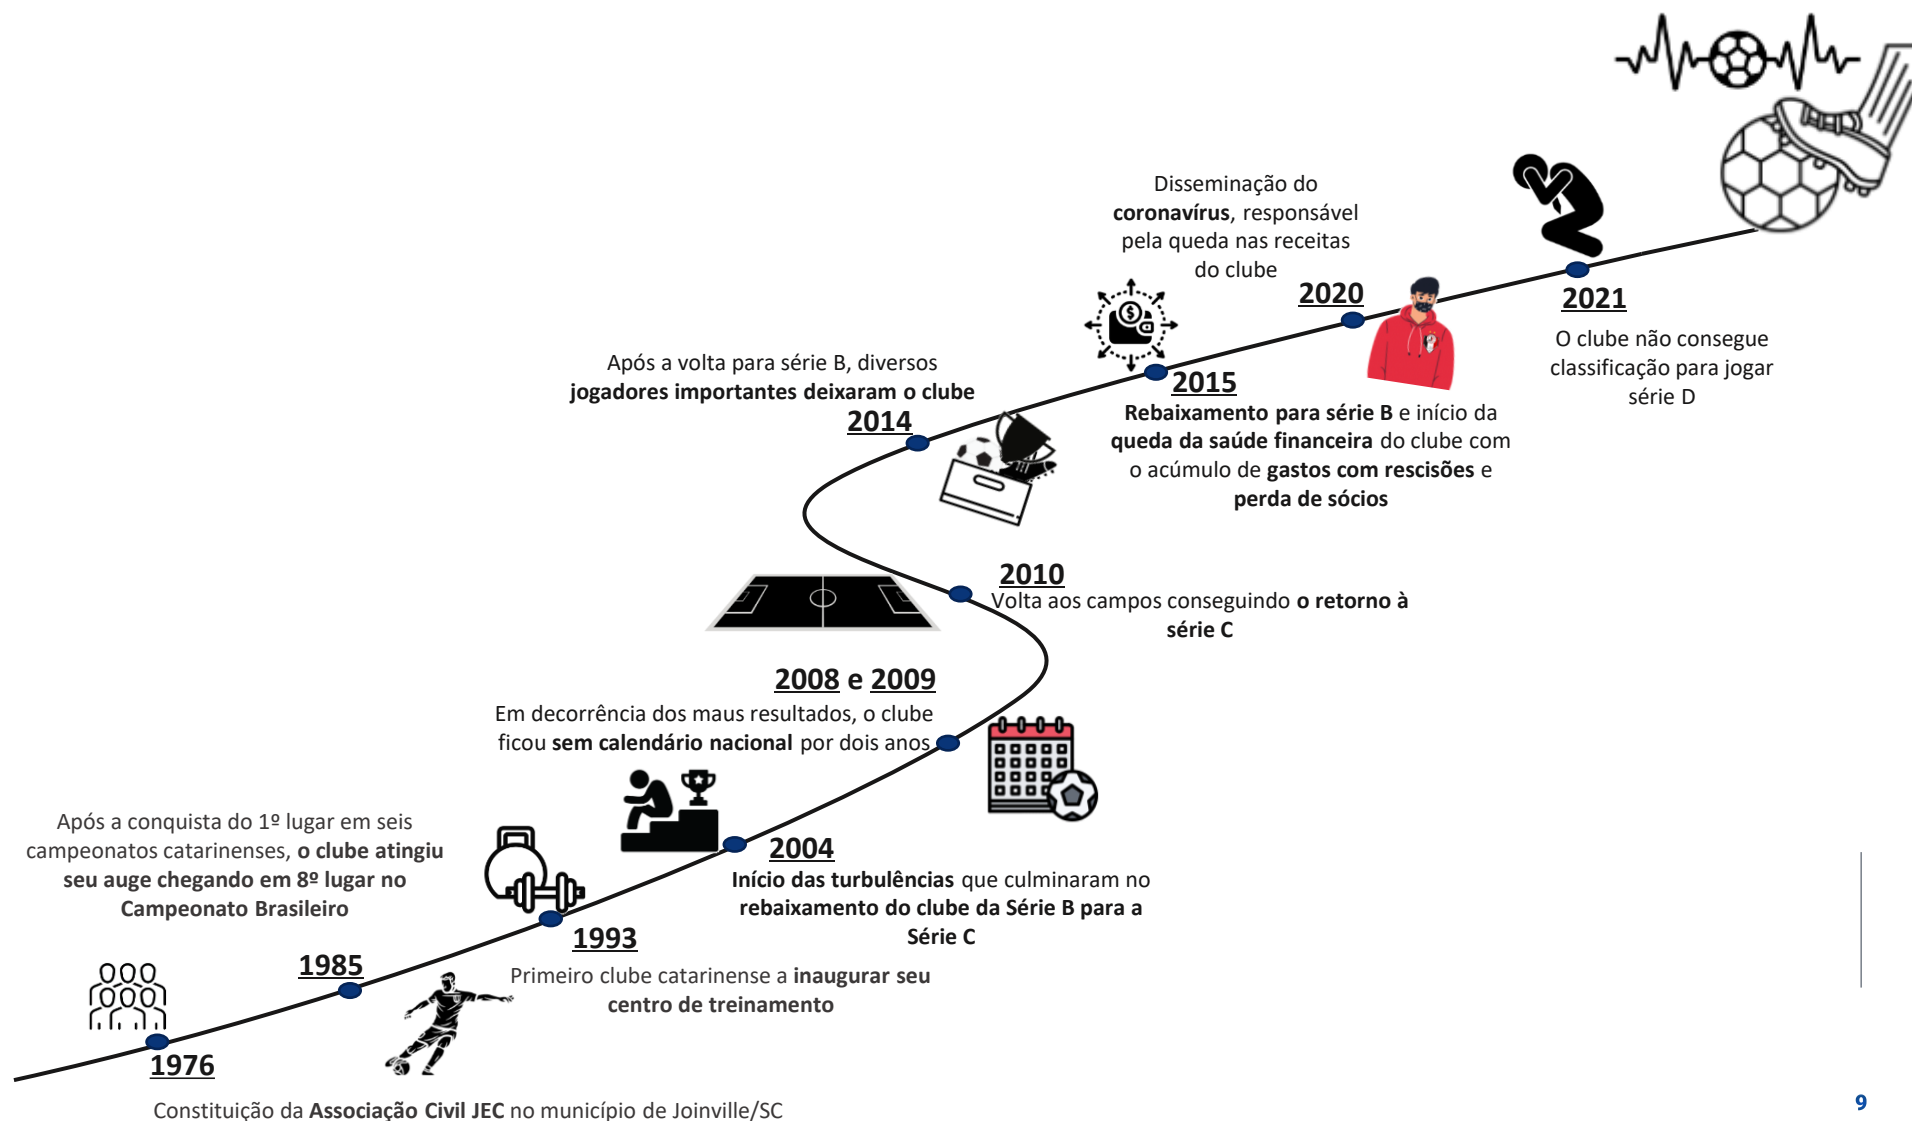 Disseminação do
coronavírus, responsável
pela queda nas receitas
do clube
2020
2021
O clube não consegue
classificação para jogar
série D
Após a volta para série B, diversos
jogadores importantes deixaram o clube
2014
2015
Rebaixamento para série B e início da
queda da saúde financeira do clube com
o acúmulo de gastos com rescisões e
perda de sócios
2010
Volta aos campos conseguindo o retorno à
série C
2008 e 2009
Em decorrência dos maus resultados, o clube
ficou sem calendário nacional por dois anos
Após a conquista do 1º lugar em seis
campeonatos catarinenses, o clube atingiu
seu auge chegando em 8º lugar no
Campeonato Brasileiro
1985
2004
Início das turbulências que culminaram no
rebaixamento do clube da Série B para a
Série C
1993
Primeiro clube catarinense a inaugurar seu
centro de treinamento
1976
Constituição da Associação Civil JEC no município de Joinville/SC
9